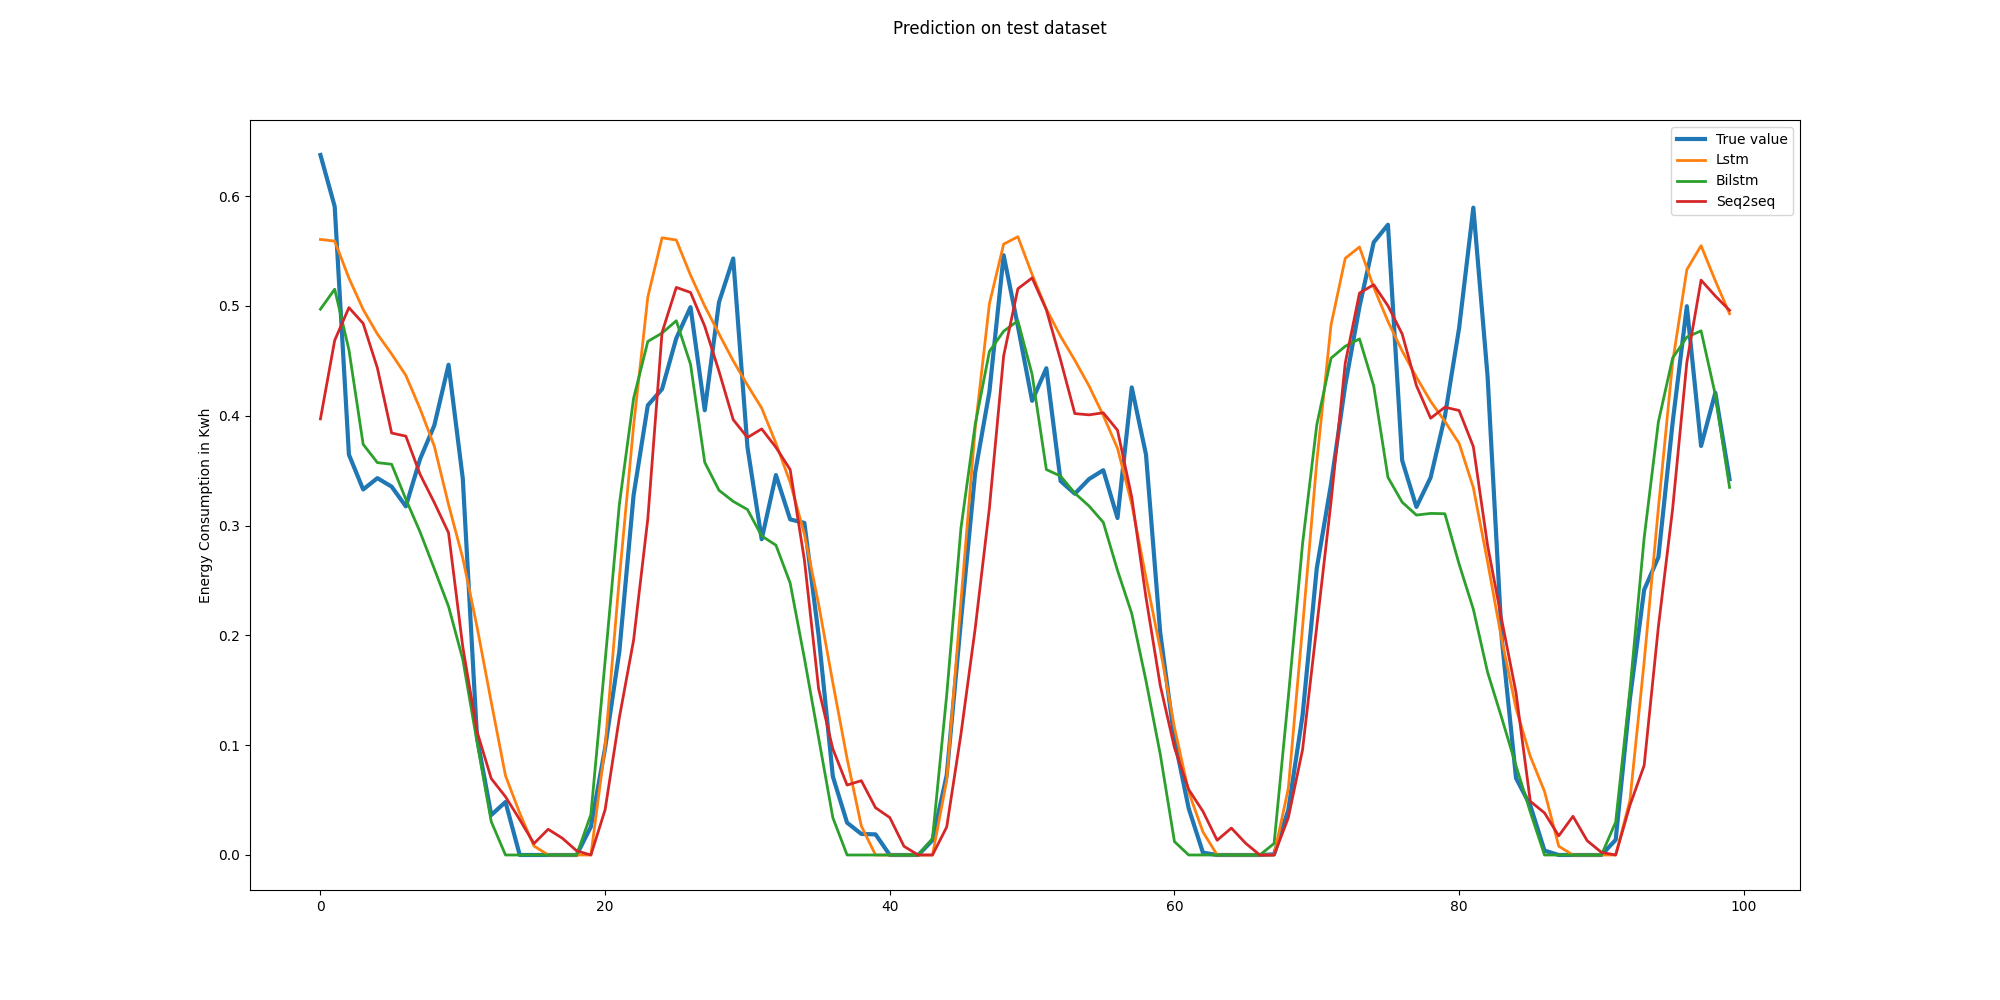 Prediction on test dataset
True value
Lstm
Bilstm
Seq2seq
Energy Consumption in Kwh
0.6
0.5
0.4
0.3
0.2
0.1
0.0
0 20 40 60 80 100